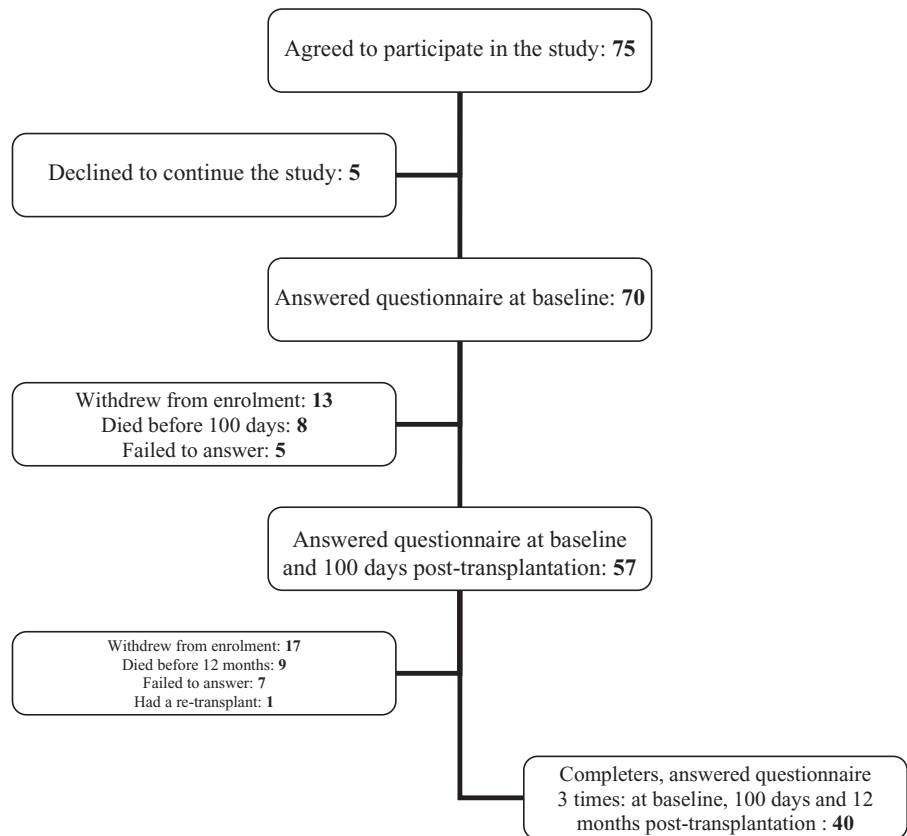 Agreed to participate in the study: 75
Declined to continue the study: 5
Answered questionnaire at baseline: 70
Withdrew from enrolment: 13
Died before 100 days: 8
Failed to answer: 5
Answered questionnaire at baseline
and 100 days post-transplantation: 57
Withdrew from enrolment: 17
Died before 12 months: 9
Failed to answer: 7
Had a re-transplant: 1
Completers, answered questionnaire
3 times: at baseline, 100 days and 12
months post-transplantation : 40